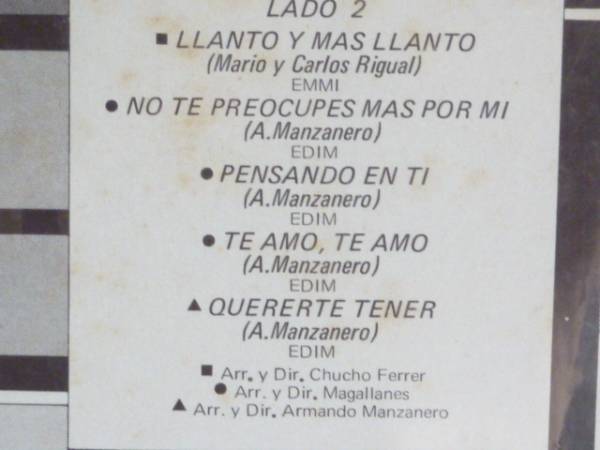 LADO 2
■ LLANTO Y MAS LLANTO
(Mario y Carlos Rigual)
EMMI
● NO TE PREOCUPES MAS POR MI
(A.Manzanero)
EDIM
● PENSANDO EN TI
(A.Manzanero)
EDIM
● TE AMO, TE AMO
(A.Manzanero)
EDIM
▲ QUERERTE TENER
(A.Manzanero)
EDIM
■ Arr. y Dir. Chucho Ferrer
● Arr. y Dir. Magallanes
▲ Arr. y Dir. Armando Manzanero